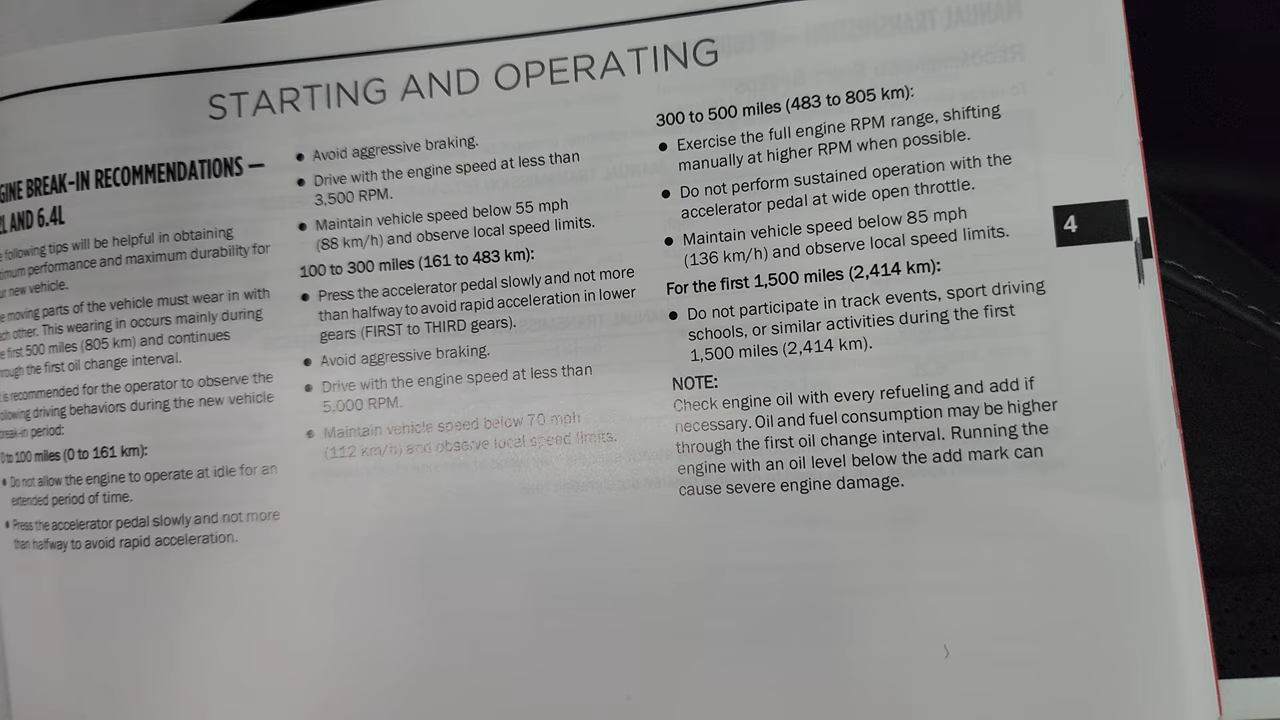 STARTING AND OPERATING
BREAK-IN RECOMMENDATIONS —
AND 6.4L
following tips will be helpful in obtaining
performance and maximum durability for
new vehicle.
moving parts of the vehicle must wear in with
other. This wearing in occurs mainly during
first 500 miles (805 km) and continues
the first oil change interval.
is recommended for the operator to observe the
driving behaviors during the new vehicle
period:
to 100 miles (0 to 161 km):
• Do not allow the engine to operate at idle for an
extended period of time.
• Press the accelerator pedal slowly and not more
than halfway to avoid rapid acceleration.
• Avoid aggressive braking.
• Drive with the engine speed at less than
3,500 RPM.
• Maintain vehicle speed below 55 mph
(88 km/h) and observe local speed limits.
100 to 300 miles (161 to 483 km):
• Press the accelerator pedal slowly and not more
than halfway to avoid rapid acceleration in lower
gears (FIRST to THIRD gears).
• Avoid aggressive braking.
• Drive with the engine speed at less than
5,000 RPM.
• Maintain vehicle speed below 70 mph
(112 km/h) and observe local speed limits.
300 to 500 miles (483 to 805 km):
• Exercise the full engine RPM range, shifting
manually at higher RPM when possible.
• Do not perform sustained operation with the
accelerator pedal at wide open throttle.
• Maintain vehicle speed below 85 mph
(136 km/h) and observe local speed limits.
For the first 1,500 miles (2,414 km):
• Do not participate in track events, sport driving
schools, or similar activities during the first
1,500 miles (2,414 km).
NOTE:
Check engine oil with every refueling and add if
necessary. Oil and fuel consumption may be higher
through the first oil change interval. Running the
engine with an oil level below the add mark can
cause severe engine damage.
4